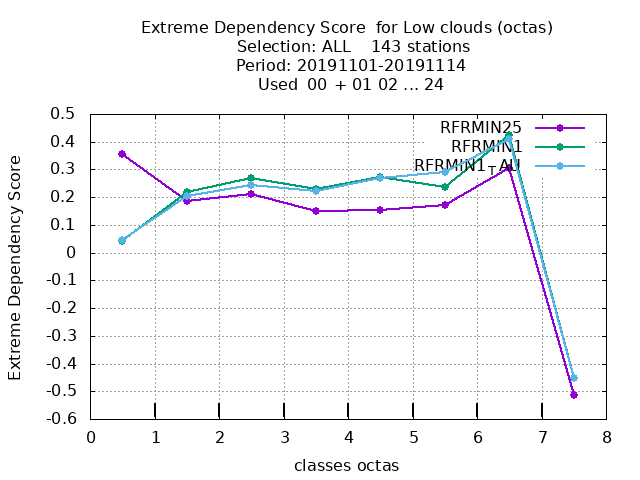 Extreme Dependency Score for Low clouds (octas)
Selection: ALL 143 stations
Period: 20191101-20191114
Used 00 + 01 02 ... 24
Extreme Dependency Score
0.5
0.4
0.3
0.2
0.1
0
-0.1
-0.2
-0.3
-0.4
-0.5
-0.6
RFRMIN25
RFRMIN1
RFRMIN1TAU
0 1 2 3 4 5 6 7 8
classes octas